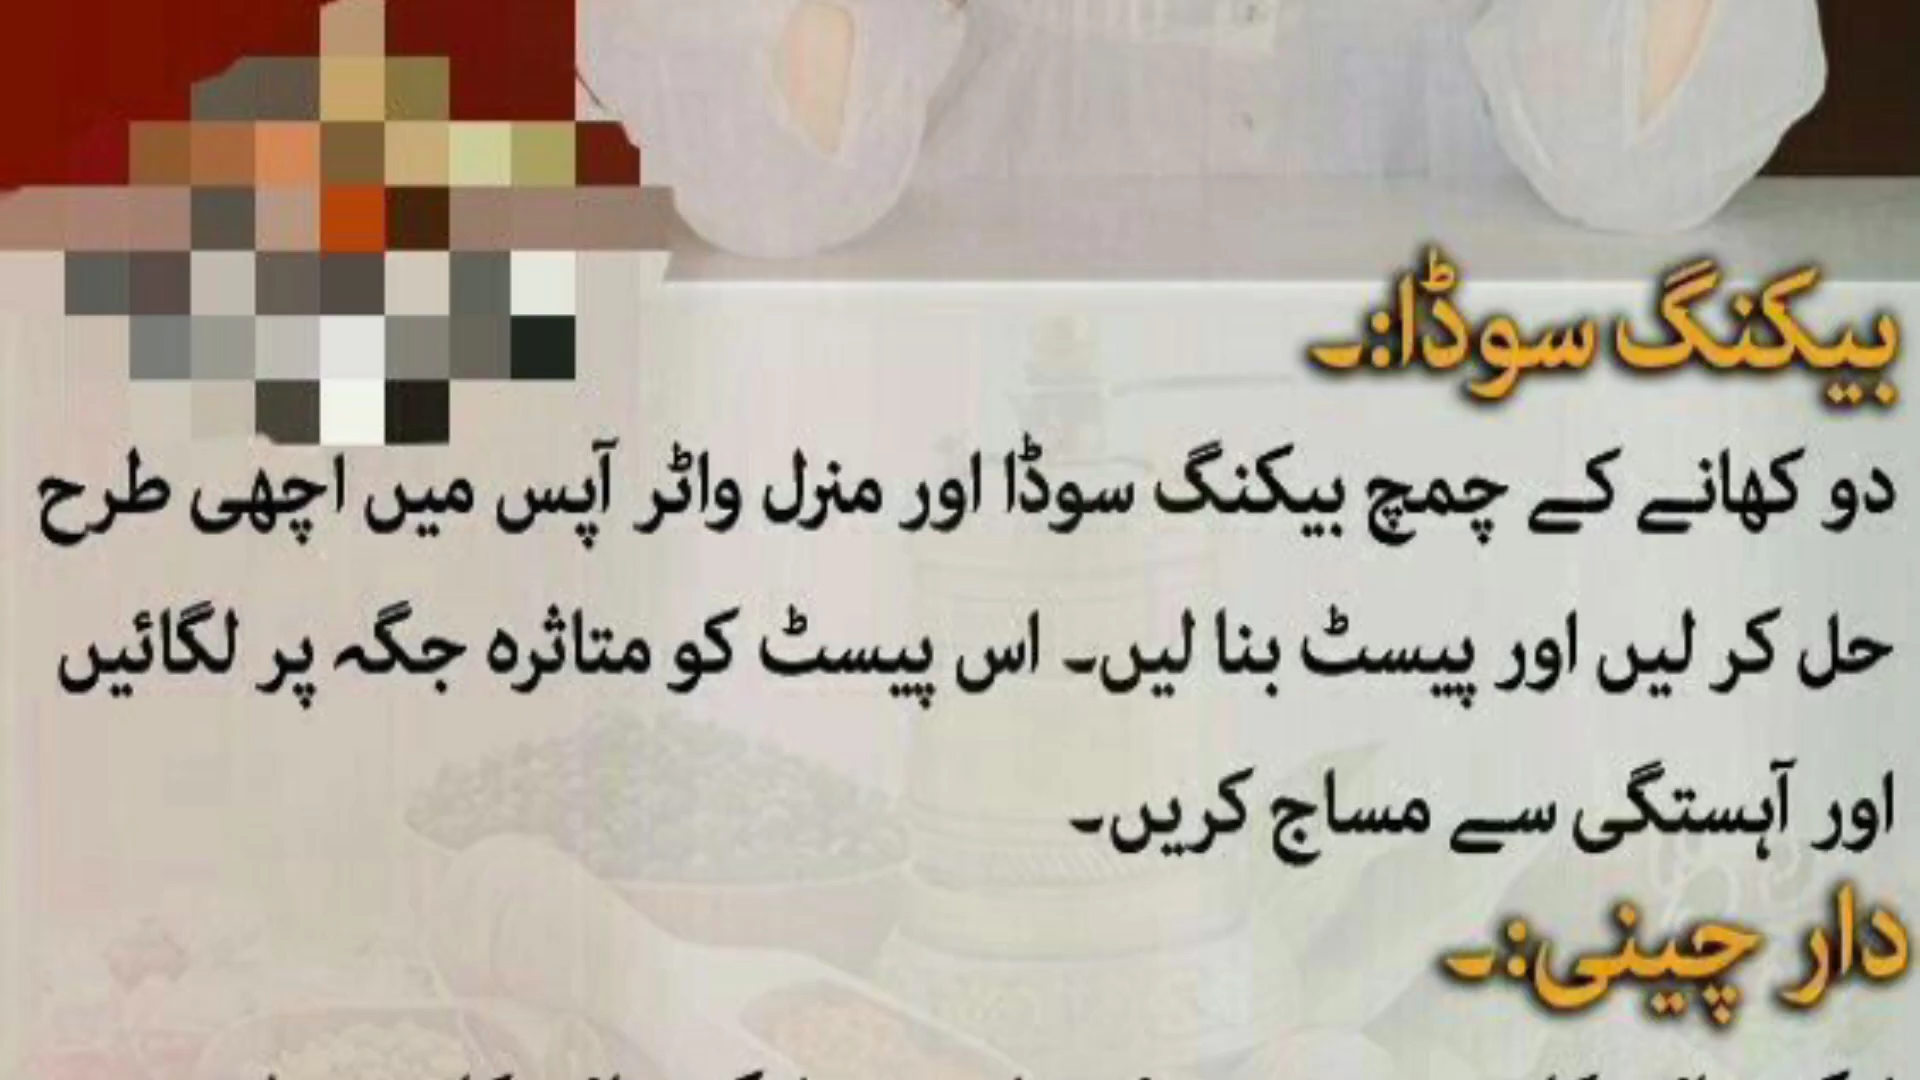 بیکنگ سوڈا:۔
دو کھانے کے چمچ بیکنگ سوڈا اور منرل واٹر آپس میں اچھی طرح
حل کر لیں اور پیسٹ بنا لیں۔ اس پیسٹ کو متاثرہ جگہ پر لگائیں
اور آہستگی سے مساج کریں۔
دار چینی:۔